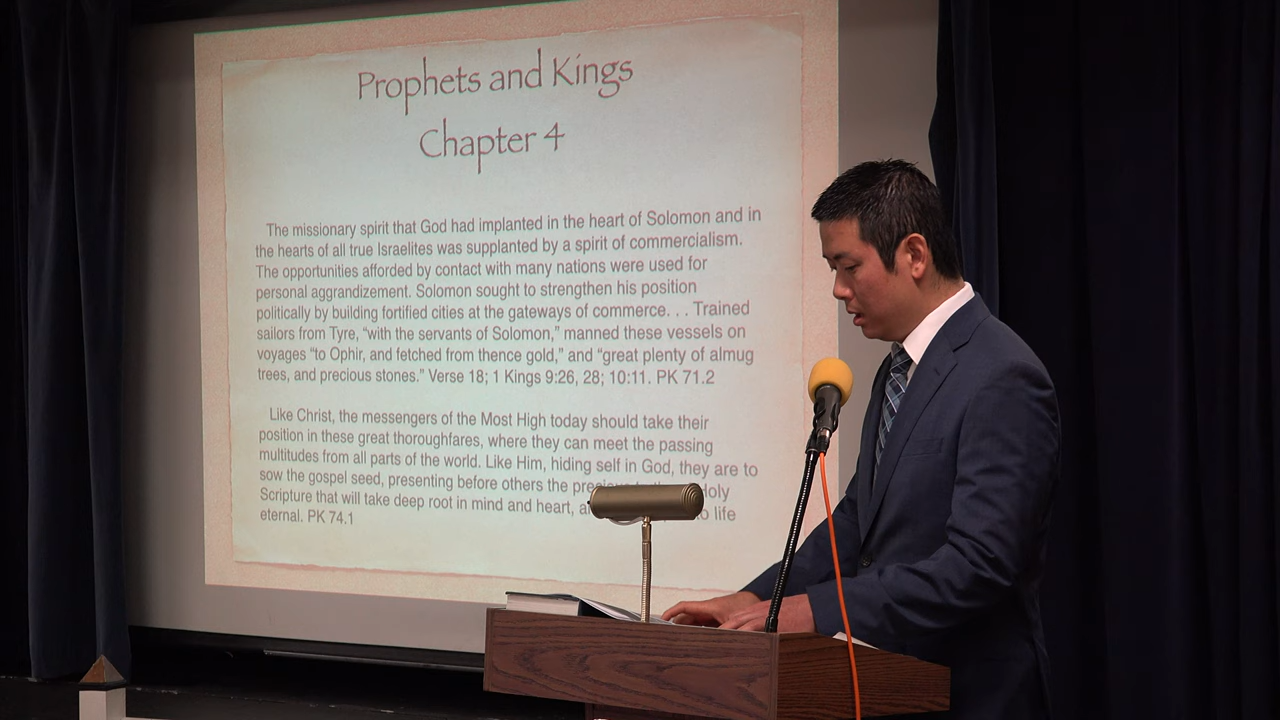 Prophets and Kings
Chapter 4
The missionary spirit that God had implanted in the heart of Solomon and in
the hearts of all true Israelites was supplanted by a spirit of commercialism.
The opportunities afforded by contact with many nations were used for
personal aggrandizement. Solomon sought to strengthen his position
politically by building fortified cities at the gateways of commerce. . . Trained
sailors from Tyre, “with the servants of Solomon,” manned these vessels on
voyages “to Ophir, and fetched from thence gold,” and “great plenty of almug
trees, and precious stones.” Verse 18; 1 Kings 9:26, 28; 10:11. PK 71.2
Like Christ, the messengers of the Most High today should take their
position in these great thoroughfares, where they can meet the passing
multitudes from all parts of the world. Like Him, hiding self in God, they are to
sow the gospel seed, presenting before others the
Scripture that will take deep root in mind and heart, life
eternal. PK 74.1